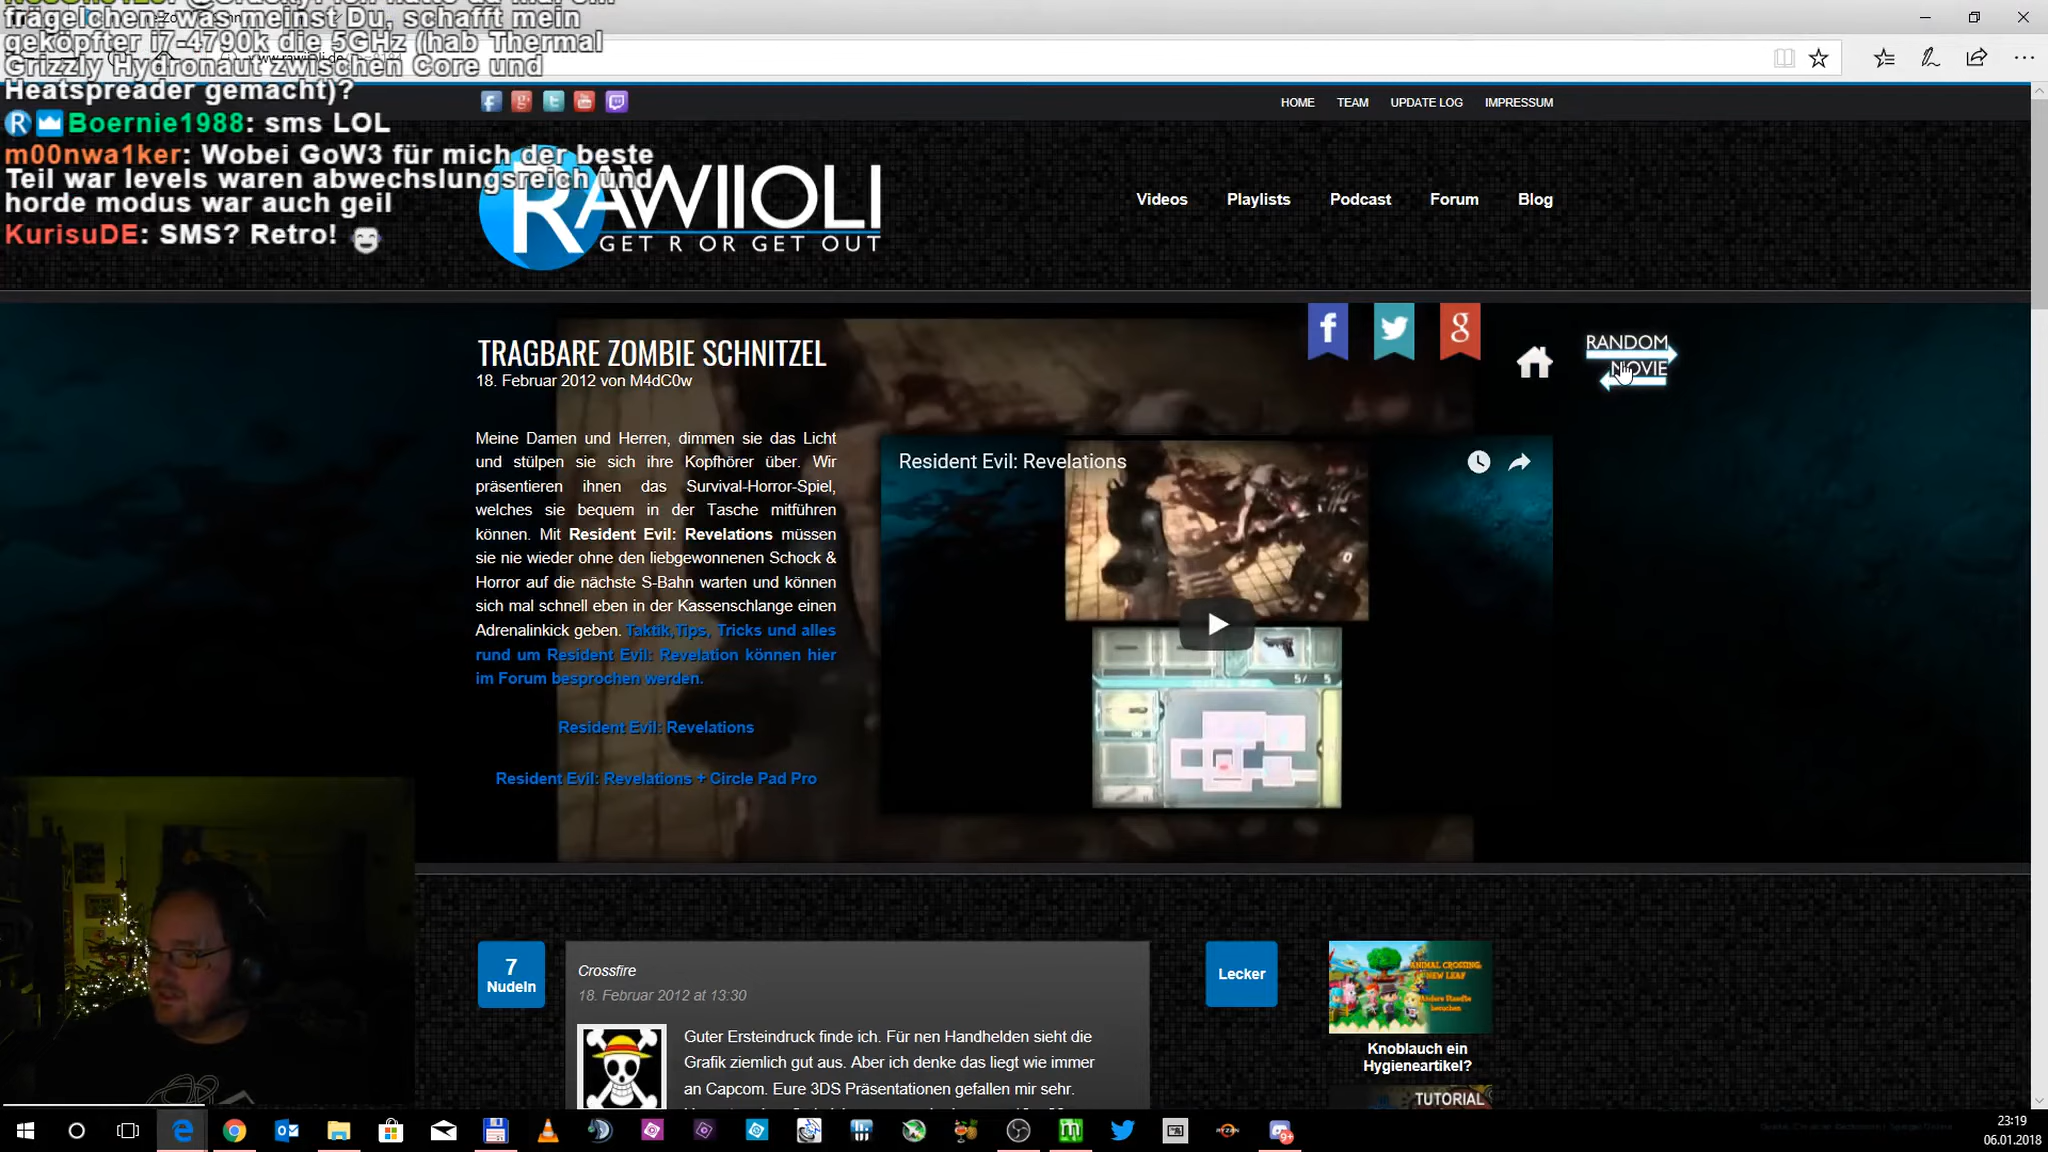 frägelchen: was meinst Du, schafft mein
geköpfter i7-4790k die 5GHz (hab Thermal
Grizzly Hydronaut zwischen Core und
Heatspreader gemacht)?
Boernie1988: sms LOL
m00nwa1ker: Wobei GoW3 für mich der beste
Teil war levels waren abwechslungsreich und
horde modus war auch geil
KurisuDE: SMS? Retro!
HOME TEAM UPDATE LOG IMPRESSUM
RAWIIOLI
GET R OR GET OUT
Videos Playlists Podcast Forum Blog
TRAGBARE ZOMBIE SCHNITZEL
18. Februar 2012 von M4dC0w
RANDOM
MOVIE
Meine Damen und Herren, dimmen sie das Licht
und stülpen sie sich ihre Kopfhörer über. Wir
präsentieren ihnen das Survival-Horror-Spiel,
welches sie bequem in der Tasche mitführen
können. Mit Resident Evil: Revelations müssen
sie nie wieder ohne den liebgewonnenen Schock &
Horror auf die nächste S-Bahn warten und können
sich mal schnell eben in der Kassenschlange einen
Adrenalinkick geben. Taktik,Tips, Tricks und alles
rund um Resident Evil: Revelation können hier
im Forum besprochen werden.
Resident Evil: Revelations
Resident Evil: Revelations + Circle Pad Pro
Resident Evil: Revelations
5/ 5
7
Nudeln
Crossfire
18. Februar 2012 at 13:30
Guter Ersteindruck finde ich. Für nen Handhelden sieht die
Grafik ziemlich gut aus. Aber ich denke das liegt wie immer
an Capcom. Eure 3DS Präsentationen gefallen mir sehr.
Lecker
ANIMAL CROSSING:
NEW LEAF
Andere Staedte
besuchen
Knoblauch ein
Hygieneartikel?
TUTORIAL
23:19
06.01.2018